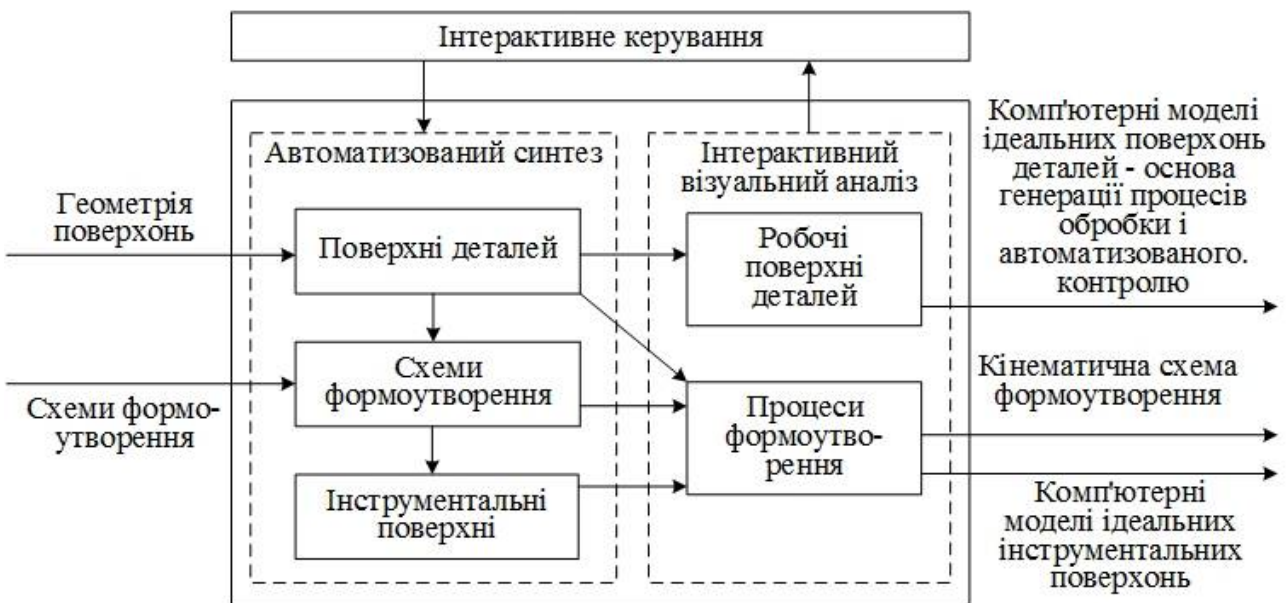 Інтерактивне керування
Автоматизований синтез
Інтерактивний
візуальний аналіз
Геометрія
поверхонь
Поверхні деталей
Робочі
поверхні
деталей
Комп'ютерні моделі
ідеальних поверхонь
деталей - основа
генерації процесів
обробки і
автоматизованого.
контролю
Схеми формо-
утворення
Схеми
формоутворення
Процеси
формоутво-
рення
Кінематична схема
формоутворення
Інструментальні
поверхні
Комп'ютерні
моделі ідеальних
інструментальних
поверхонь